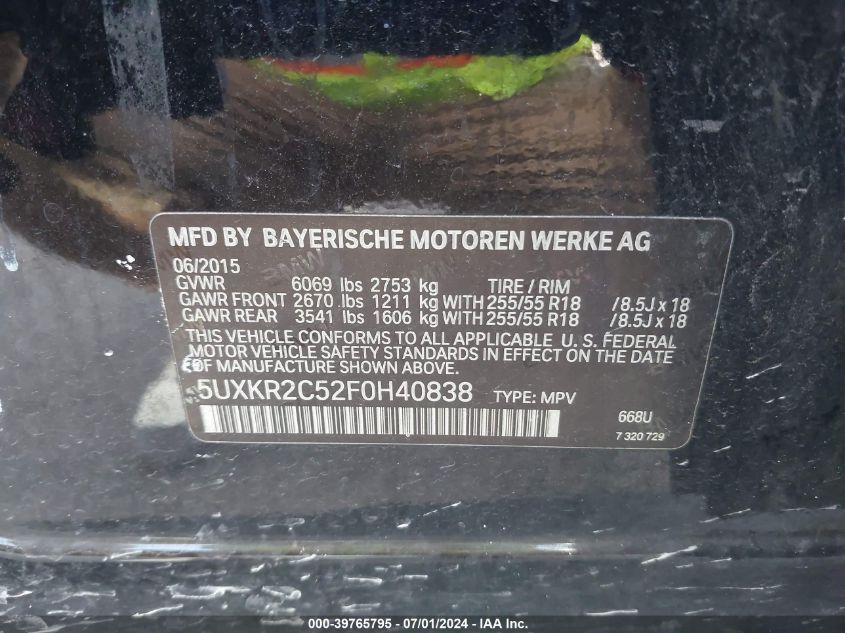 MFD BY BAYERISCHE MOTOREN WERKE AG
06/2015
GVWR 6069 lbs 2753 kg TIRE / RIM
GAWR FRONT 2670 lbs 1211 kg WITH 255/55 R18 /8.5J x 18
GAWR REAR 3541 lbs 1606 kg WITH 255/55 R18 /8.5J x 18
THIS VEHICLE CONFORMS TO ALL APPLICABLE U. S. FEDERAL
MOTOR VEHICLE SAFETY STANDARDS IN EFFECT ON THE DATE
OF MANUFACTURE SHOWN ABOVE.
5UXKR2C52F0H40838 TYPE: MPV
668U
7 320 729
000-39765795 - 07/01/2024 - IAA Inc.